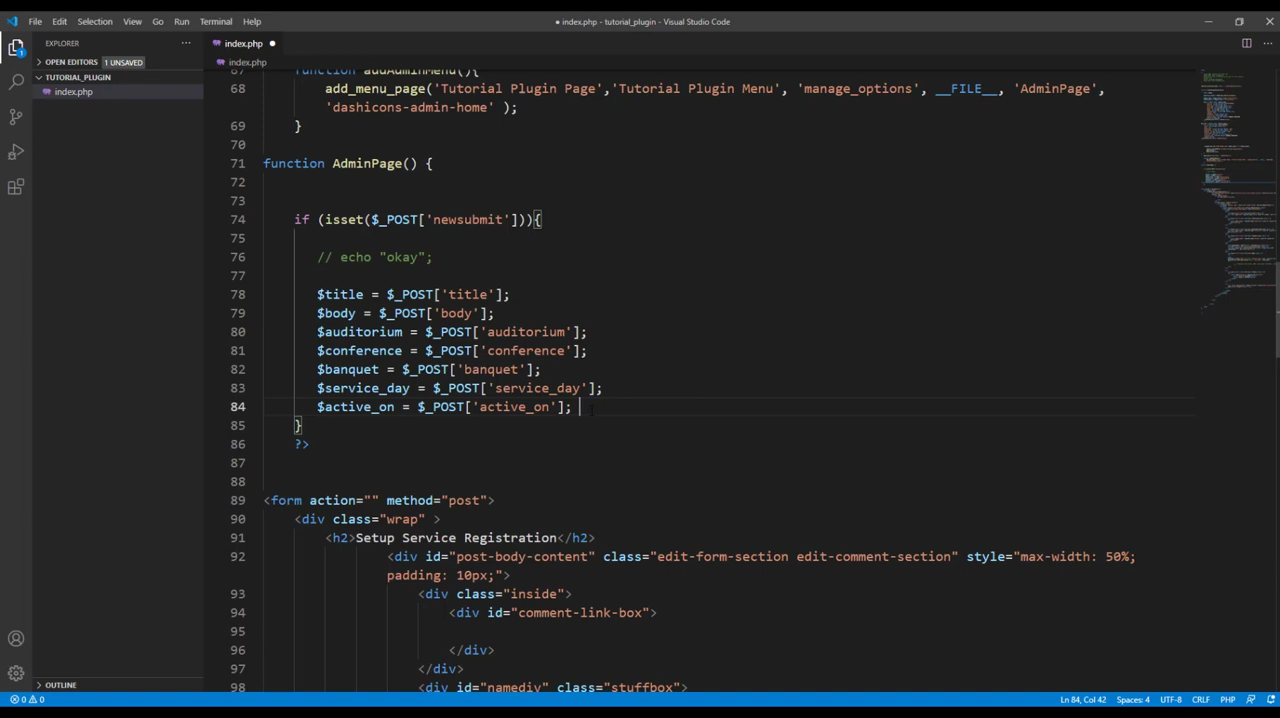 File Edit Selection View Go Run Terminal Help
● index.php - tutorial_plugin - Visual Studio Code
EXPLORER ···
index.php ●
OPEN EDITORS 1 UNSAVED
index.php
TUTORIAL_PLUGIN
index.php
1
67 function addAdminMenu(){
68 add_menu_page('Tutorial Plugin Page','Tutorial Plugin Menu', 'manage_options', __FILE__, 'AdminPage',
'dashicons-admin-home' );
69 }
70
71 function AdminPage() {
72
73
74 if (isset($_POST['newsubmit'])){
75
76 // echo "okay";
77
78 $title = $_POST['title'];
79 $body = $_POST['body'];
80 $auditorium = $_POST['auditorium'];
81 $conference = $_POST['conference'];
82 $banquet = $_POST['banquet'];
83 $service_day = $_POST['service_day'];
84 $active_on = $_POST['active_on'];
85 }
86 ?>
87
88
89 <form action="" method="post">
90 <div class="wrap" >
91 <h2>Setup Service Registration</h2>
92 <div id="post-body-content" class="edit-form-section edit-comment-section" style="max-width: 50%;
padding: 10px;">
93 <div class="inside">
94 <div id="comment-link-box">
95
96 </div>
97 </div>
98 <div id="namediv" class="stuffbox">
OUTLINE
0 0 Ln 84, Col 42 Spaces: 4 UTF-8 CRLF PHP